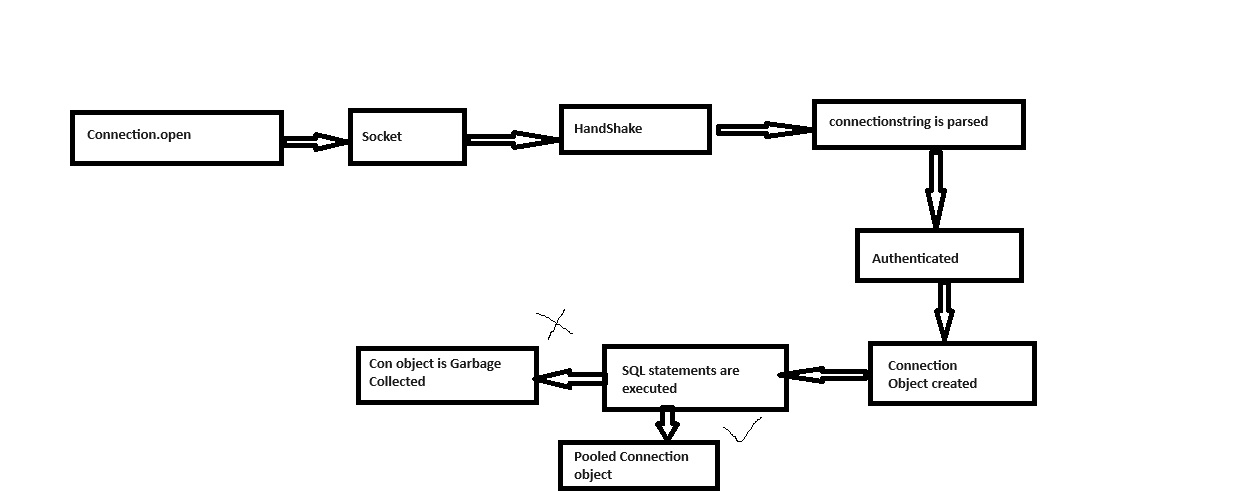 Connection.open
Socket
HandShake
connectionstring is parsed
Authenticated
Connection
Object created
SQL statements are
executed
Con object is Garbage
Collected
Pooled Connection
object